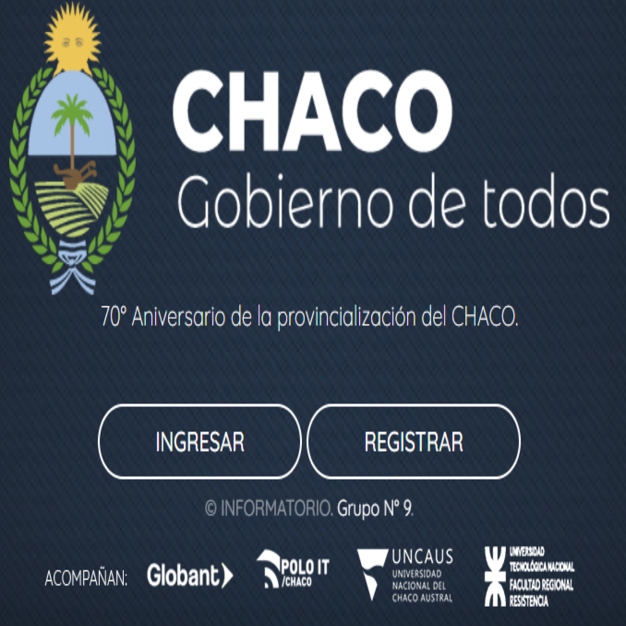 CHACO
Gobierno de todos
70° Aniversario de la provincialización del CHACO.
INGRESAR
REGISTRAR
© INFORMATORIO. Grupo N° 9.
ACOMPAÑAN:
Globant
POLO IT
/CHACO
UNCAUS
UNIVERSIDAD
NACIONAL DEL
CHACO AUSTRAL
UNIVERSIDAD
TECNOLÓGICA NACIONAL
FACULTAD REGIONAL
RESISTENCIA